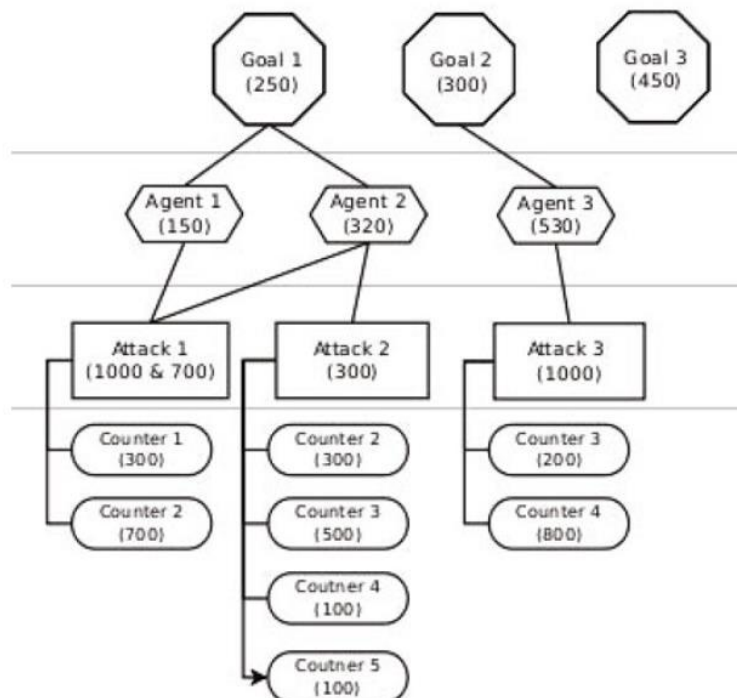 Goal 1
(250)
Goal 2
(300)
Goal 3
(450)
Agent 1
(150)
Agent 2
(320)
Agent 3
(530)
Attack 1
(1000 & 700)
Attack 2
(300)
Attack 3
(1000)
Counter 1
(300)
Counter 2
(300)
Counter 3
(200)
Counter 2
(700)
Counter 3
(500)
Counter 4
(800)
Coutner 4
(100)
Coutner 5
(100)